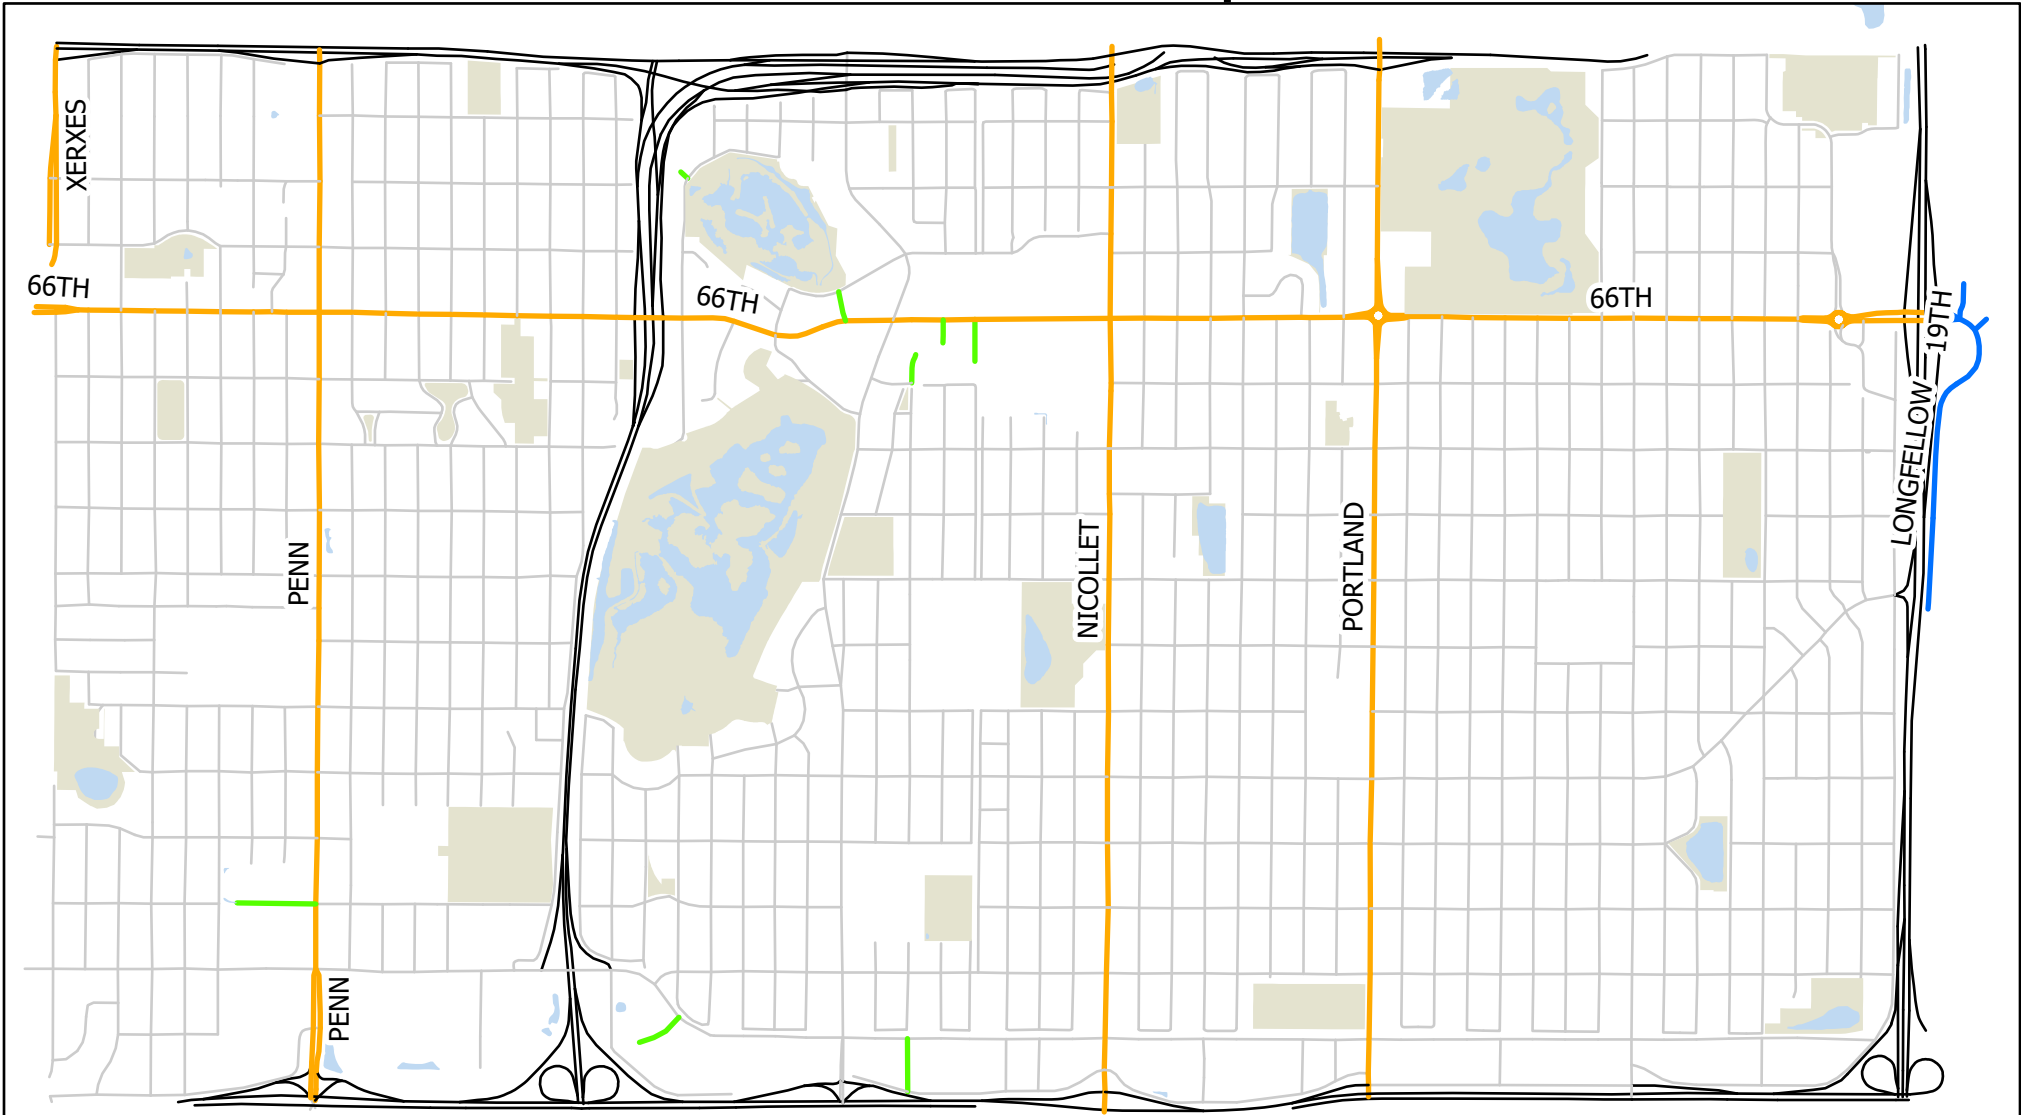 XERXES
66TH
66TH
66TH
19TH
LONGFELLOW
PENN
NICOLLET
PORTLAND
PENN